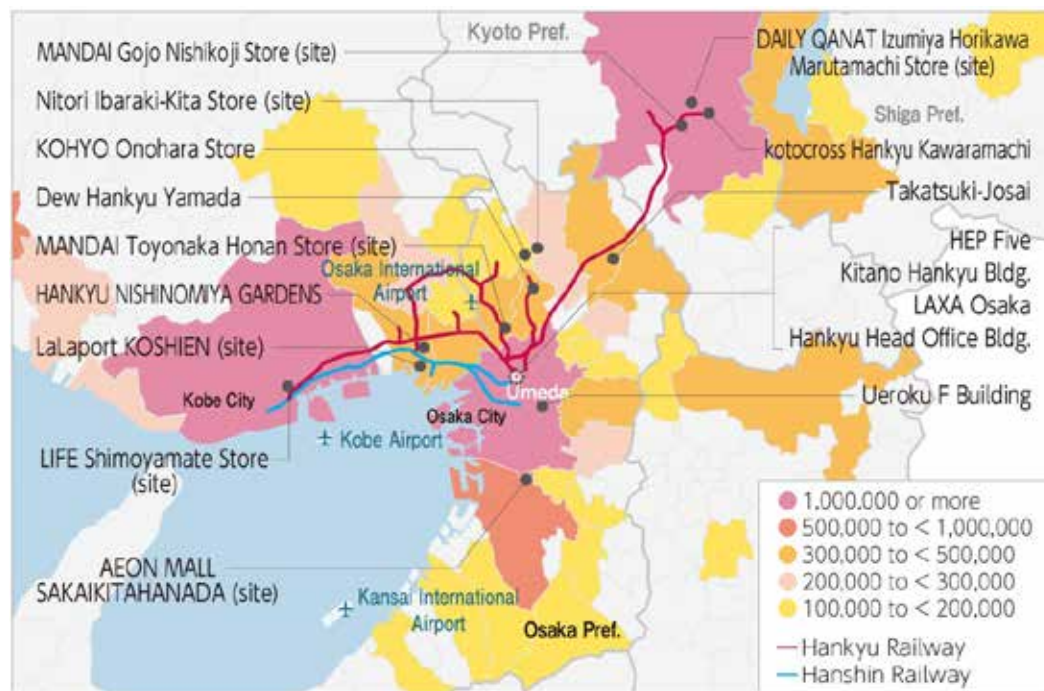 Kyoto Pref.
MANDAI Gojo Nishikoji Store (site)
DAILY QANAT Izumiya Horikawa
Marutamachi Store (site)
Nitori Ibaraki-Kita Store (site)
Shiga Pref.
KOHYO Onohara Store
kotocross Hankyu Kawaramachi
Dew Hankyu Yamada
Takatsuki-Josai
MANDAI Toyonaka Honan Store (site)
HEP Five
Osaka International
Airport
Kitano Hankyu Bldg.
HANKYU NISHINOMIYA GARDENS
LAXA Osaka
LaLaport KOSHIEN (site)
Hankyu Head Office Bldg.
Umeda
Kobe City
Osaka City
Ueroku F Building
Kobe Airport
LIFE Shimoyamate Store
(site)
AEON MALL
SAKAIKITAHANADA (site)
Kansai International
Airport
Osaka Pref.
1,000,000 or more
500,000 to < 1,000,000
300,000 to < 500,000
200,000 to < 300,000
100,000 to < 200,000
Hankyu Railway
Hanshin Railway